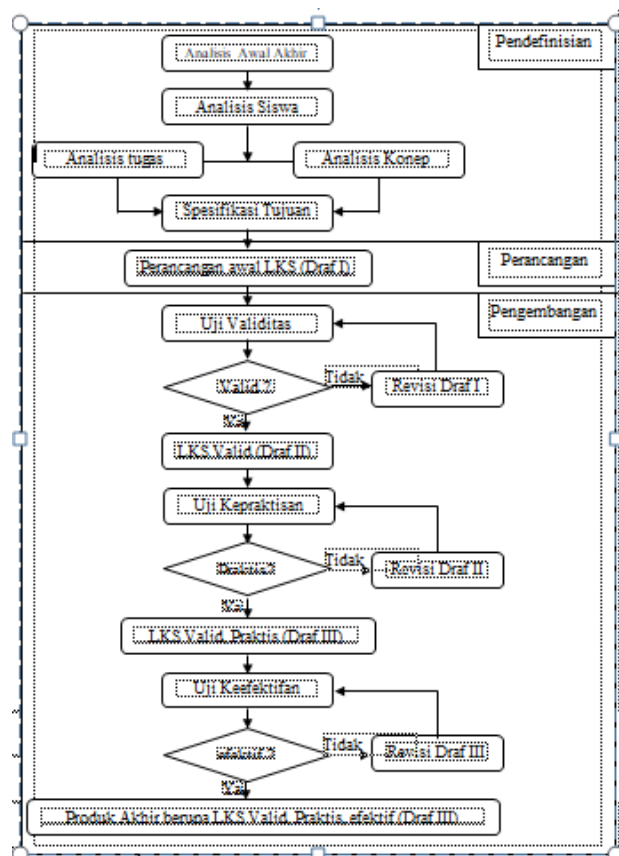 Pendefinisian
Analisis Awal Akhir
Analisis Siswa
Analisis tugas
Analisis Konep
Spesifikasi Tujuan
Perancangan
Perancangan awal LKS (Draf I)
Pengembangan
Uji Validitas
Valid ?
Tidak
Revisi Draf I
Ya
LKS Valid (Draf II)
Uji Kepraktisan
Praktis?
Tidak
Revisi Draf II
Ya
LKS Valid, Praktis (Draf III)
Uji Keefektifan
efektif ?
Tidak
Revisi Draf III
Ya
Produk Akhir berupa LKS Valid, Praktis, efektif (Draf III)